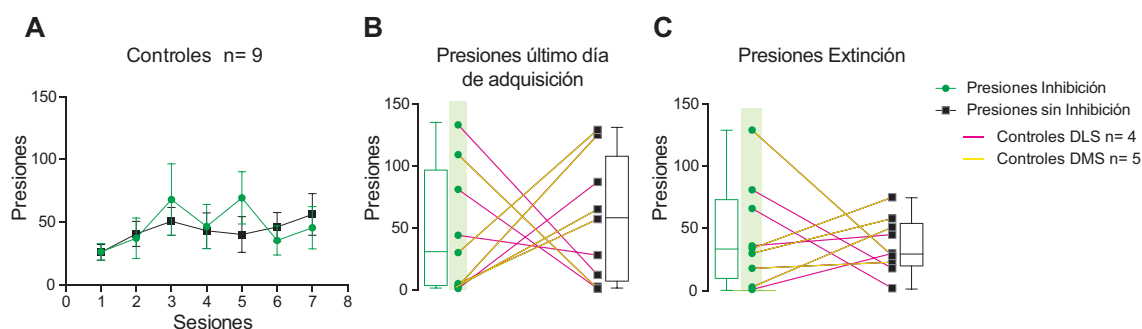 A
Controles n= 9
Presiones
150
100
50
0
0 1 2 3 4 5 6 7 8
Sesiones
B
Presiones último día
de adquisición
Presiones
150
100
50
0
C
Presiones Extinción
Presiones
150
100
50
0
Presiones Inhibición
Presiones sin Inhibición
Controles DLS n= 4
Controles DMS n= 5